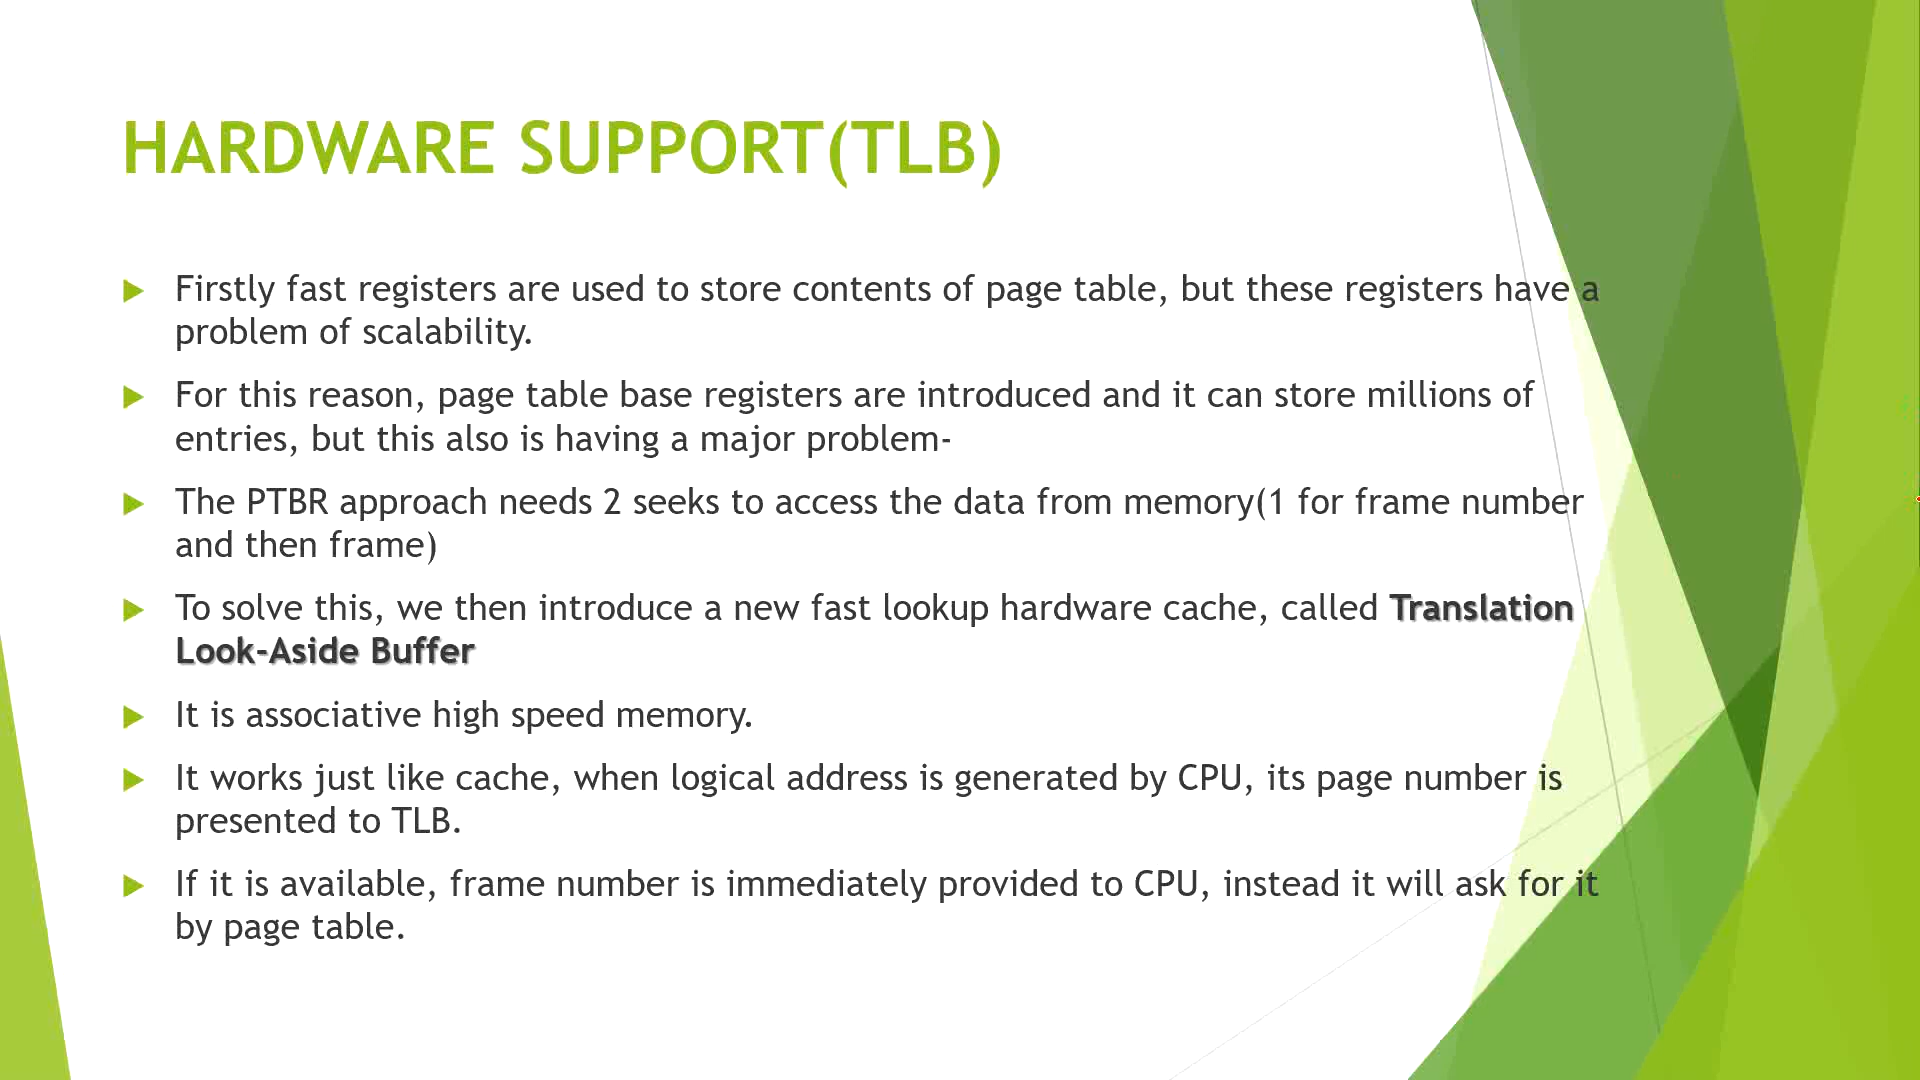 HARDWARE SUPPORT(TLB)
Firstly fast registers are used to store contents of page table, but these registers have a
problem of scalability.
For this reason, page table base registers are introduced and it can store millions of
entries, but this also is having a major problem-
The PTBR approach needs 2 seeks to access the data from memory(1 for frame number
and then frame)
To solve this, we then introduce a new fast lookup hardware cache, called Translation
Look-Aside Buffer
It is associative high speed memory.
It works just like cache, when logical address is generated by CPU, its page number is
presented to TLB.
If it is available, frame number is immediately provided to CPU, instead it will ask for it
by page table.